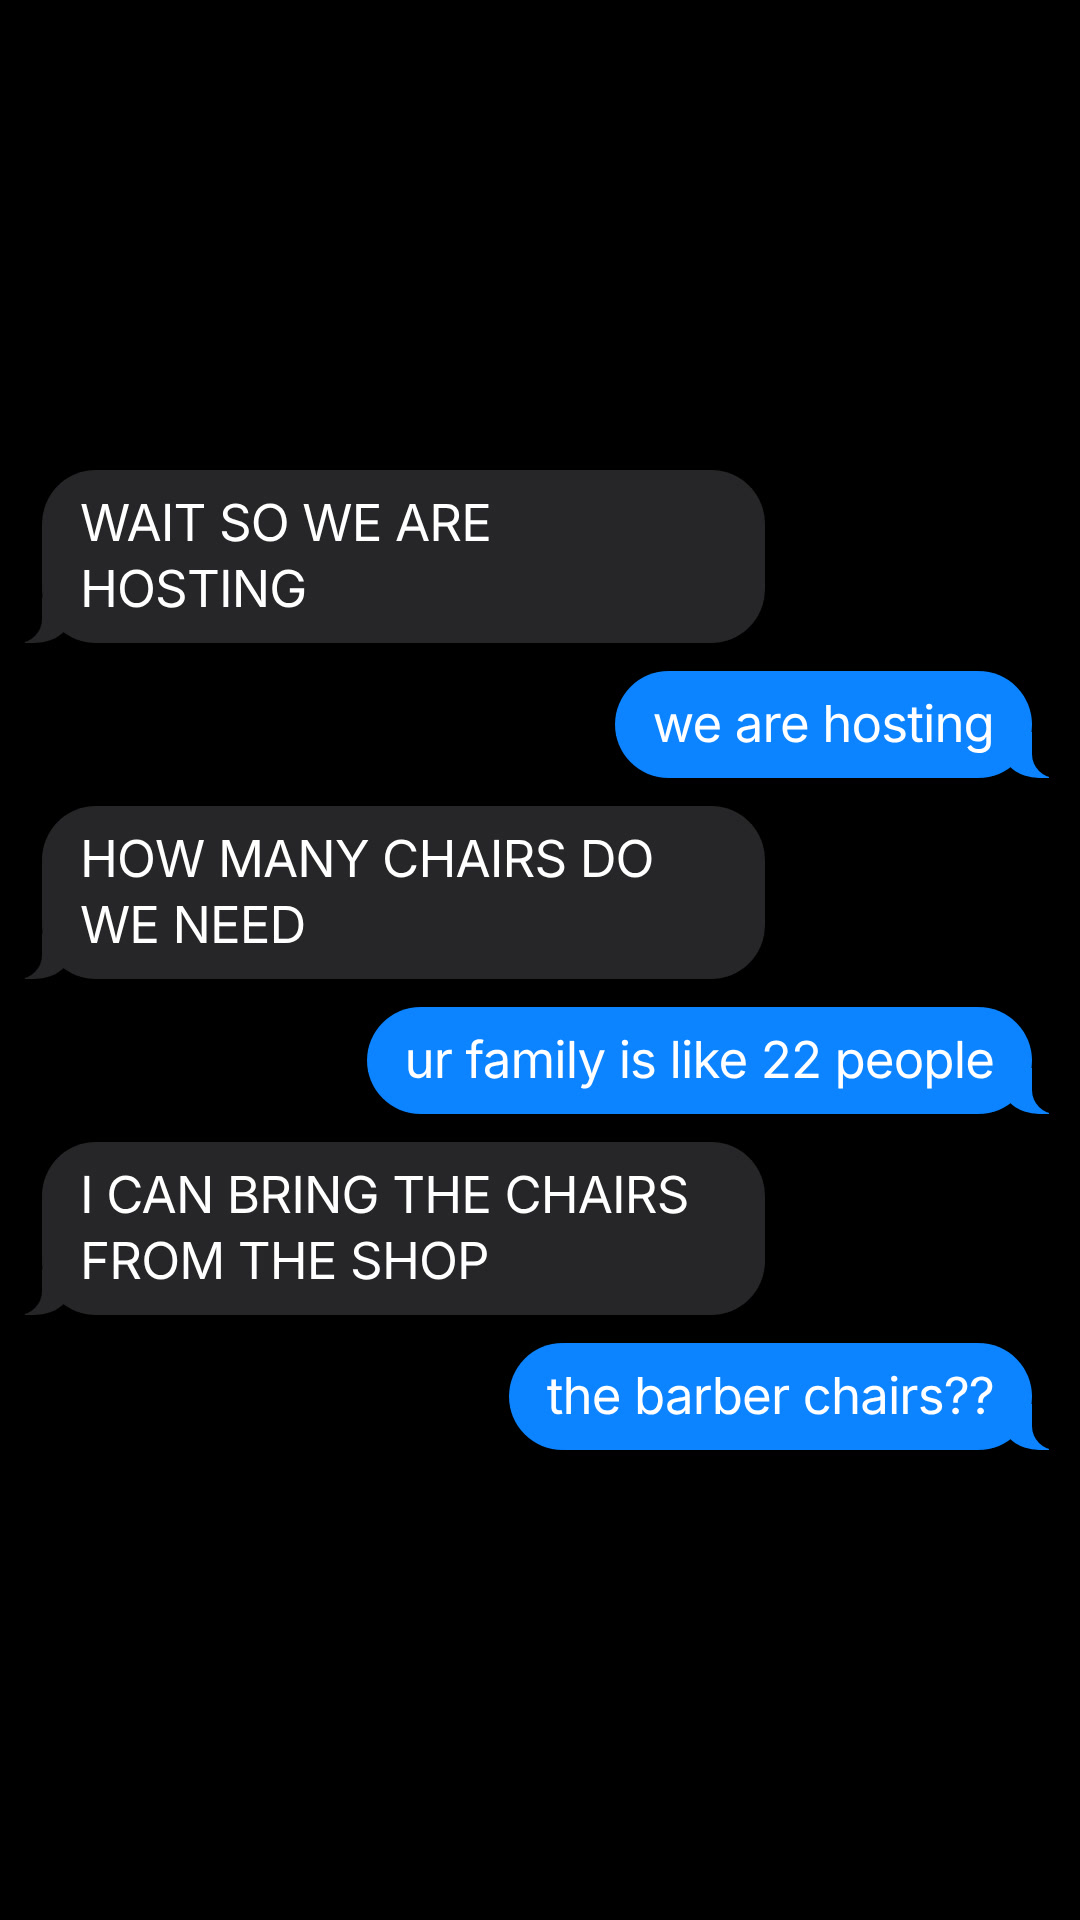 WAIT SO WE ARE
HOSTING
we are hosting
HOW MANY CHAIRS DO
WE NEED
ur family is like 22 people
I CAN BRING THE CHAIRS
FROM THE SHOP
the barber chairs??